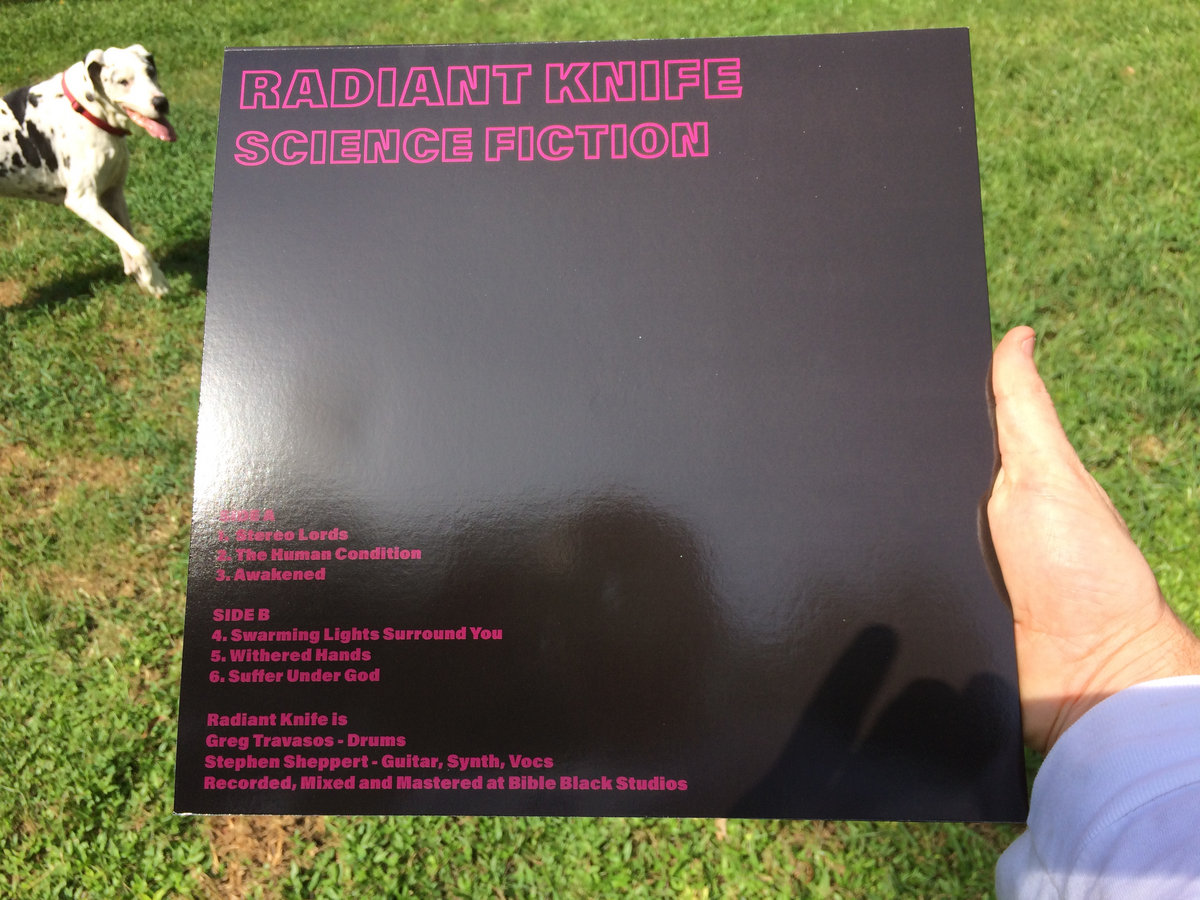 RADIANT KNIFE
SCIENCE FICTION
SIDE A
1. Stereo Lords
2. The Human Condition
3. Awakened
SIDE B
4. Swarming Lights Surround You
5. Withered Hands
6. Suffer Under God
Radiant Knife is
Greg Travasos - Drums
Stephen Sheppert - Guitar, Synth, Vocs
Recorded, Mixed and Mastered at Bible Black Studios